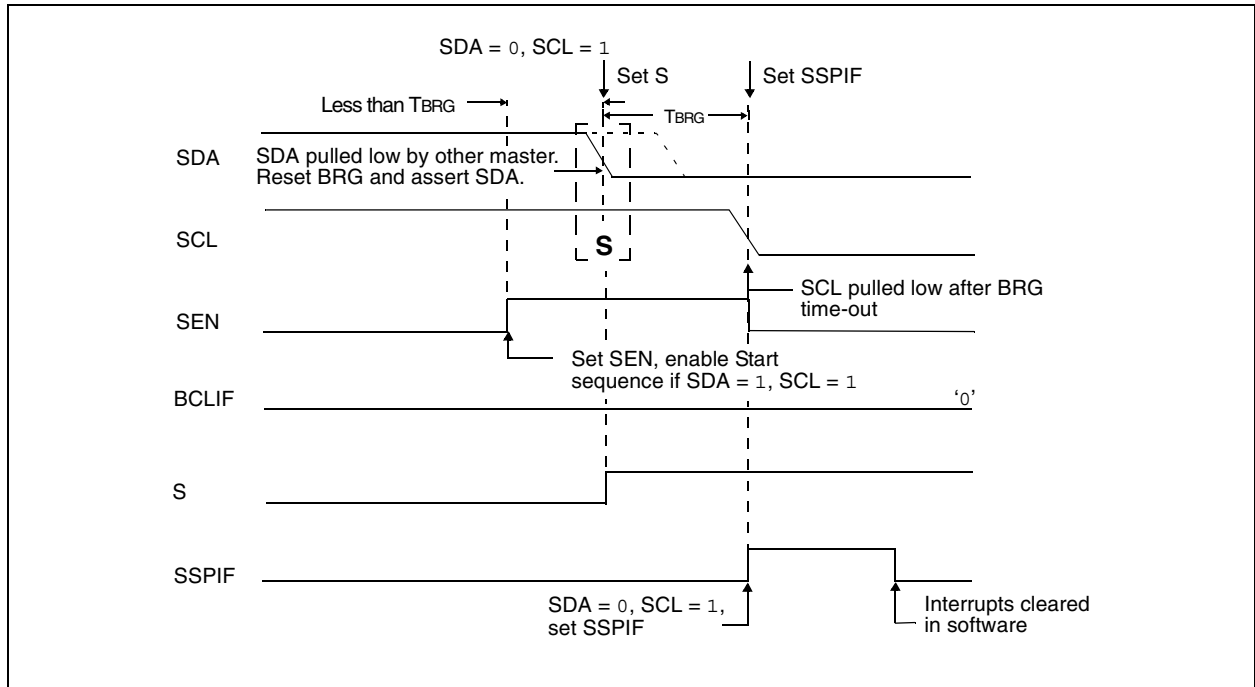 SDA = 0, SCL = 1
Set S
Set SSPIF
Less than TBRG
TBRG
SDA
SDA pulled low by other master.
Reset BRG and assert SDA.
SCL
S
SCL pulled low after BRG
time-out
SEN
Set SEN, enable Start
sequence if SDA = 1, SCL = 1
BCLIF
‘0’
S
SSPIF
SDA = 0, SCL = 1,
set SSPIF
Interrupts cleared
in software